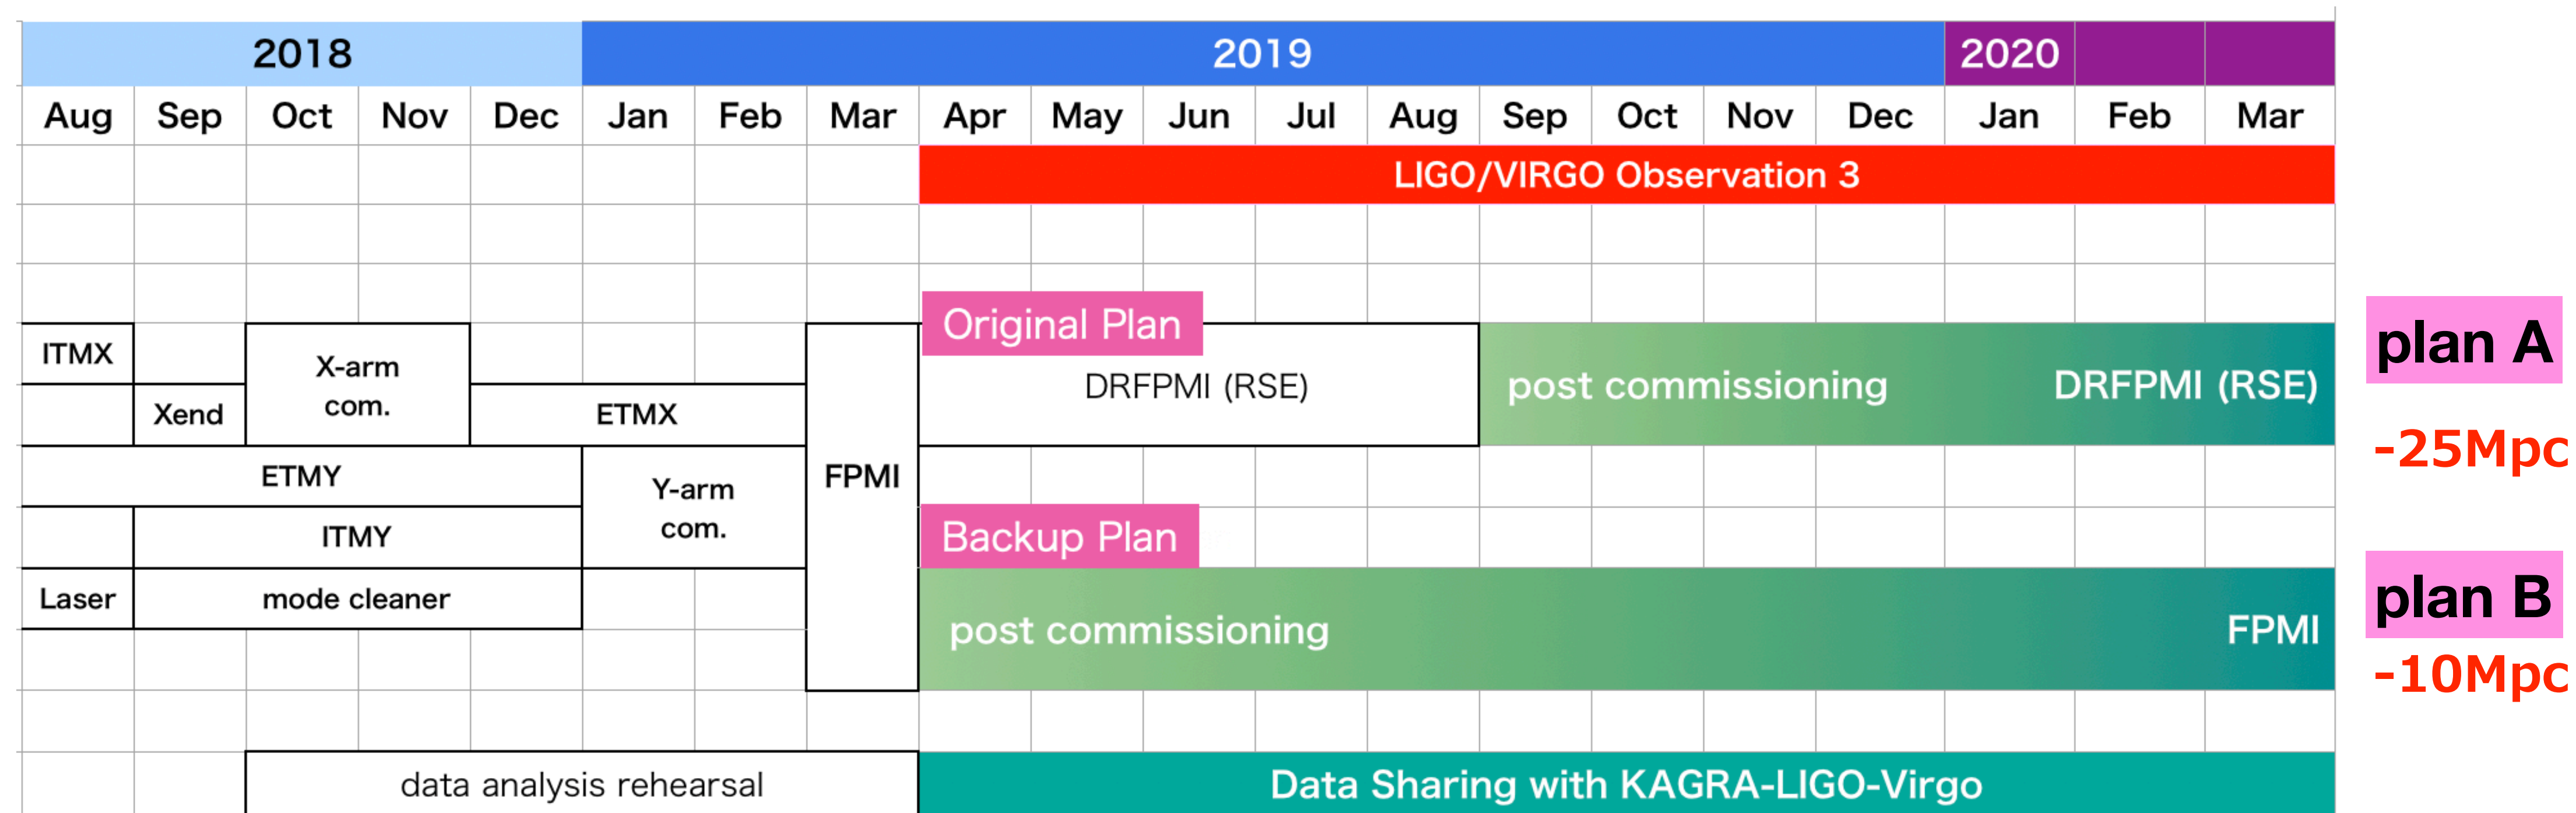 2018 2019 2020
Aug Sep Oct Nov Dec Jan Feb Mar Apr May Jun Jul Aug Sep Oct Nov Dec Jan Feb Mar
LIGO/VIRGO Observation 3
Original Plan
ITMX
X-arm
com.
Xend
ETMX
DRFPMI (RSE)
post commissioning
DRFPMI (RSE)
plan A
-25Mpc
ETMY
Y-arm
com.
FPMI
ITMY
Backup Plan
Laser
mode cleaner
post commissioning
FPMI
plan B
-10Mpc
data analysis rehearsal
Data Sharing with KAGRA-LIGO-Virgo